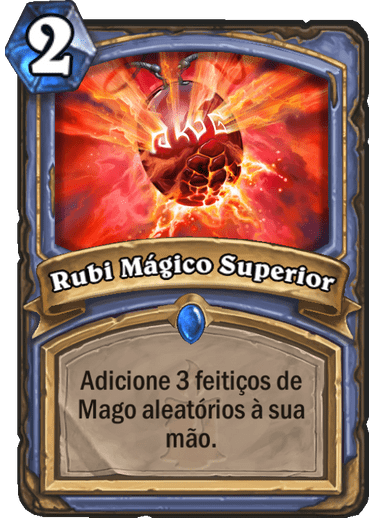 2
Rubi Mágico Superior
Adicione 3 feitiços de
Mago aleatórios à sua
mão.